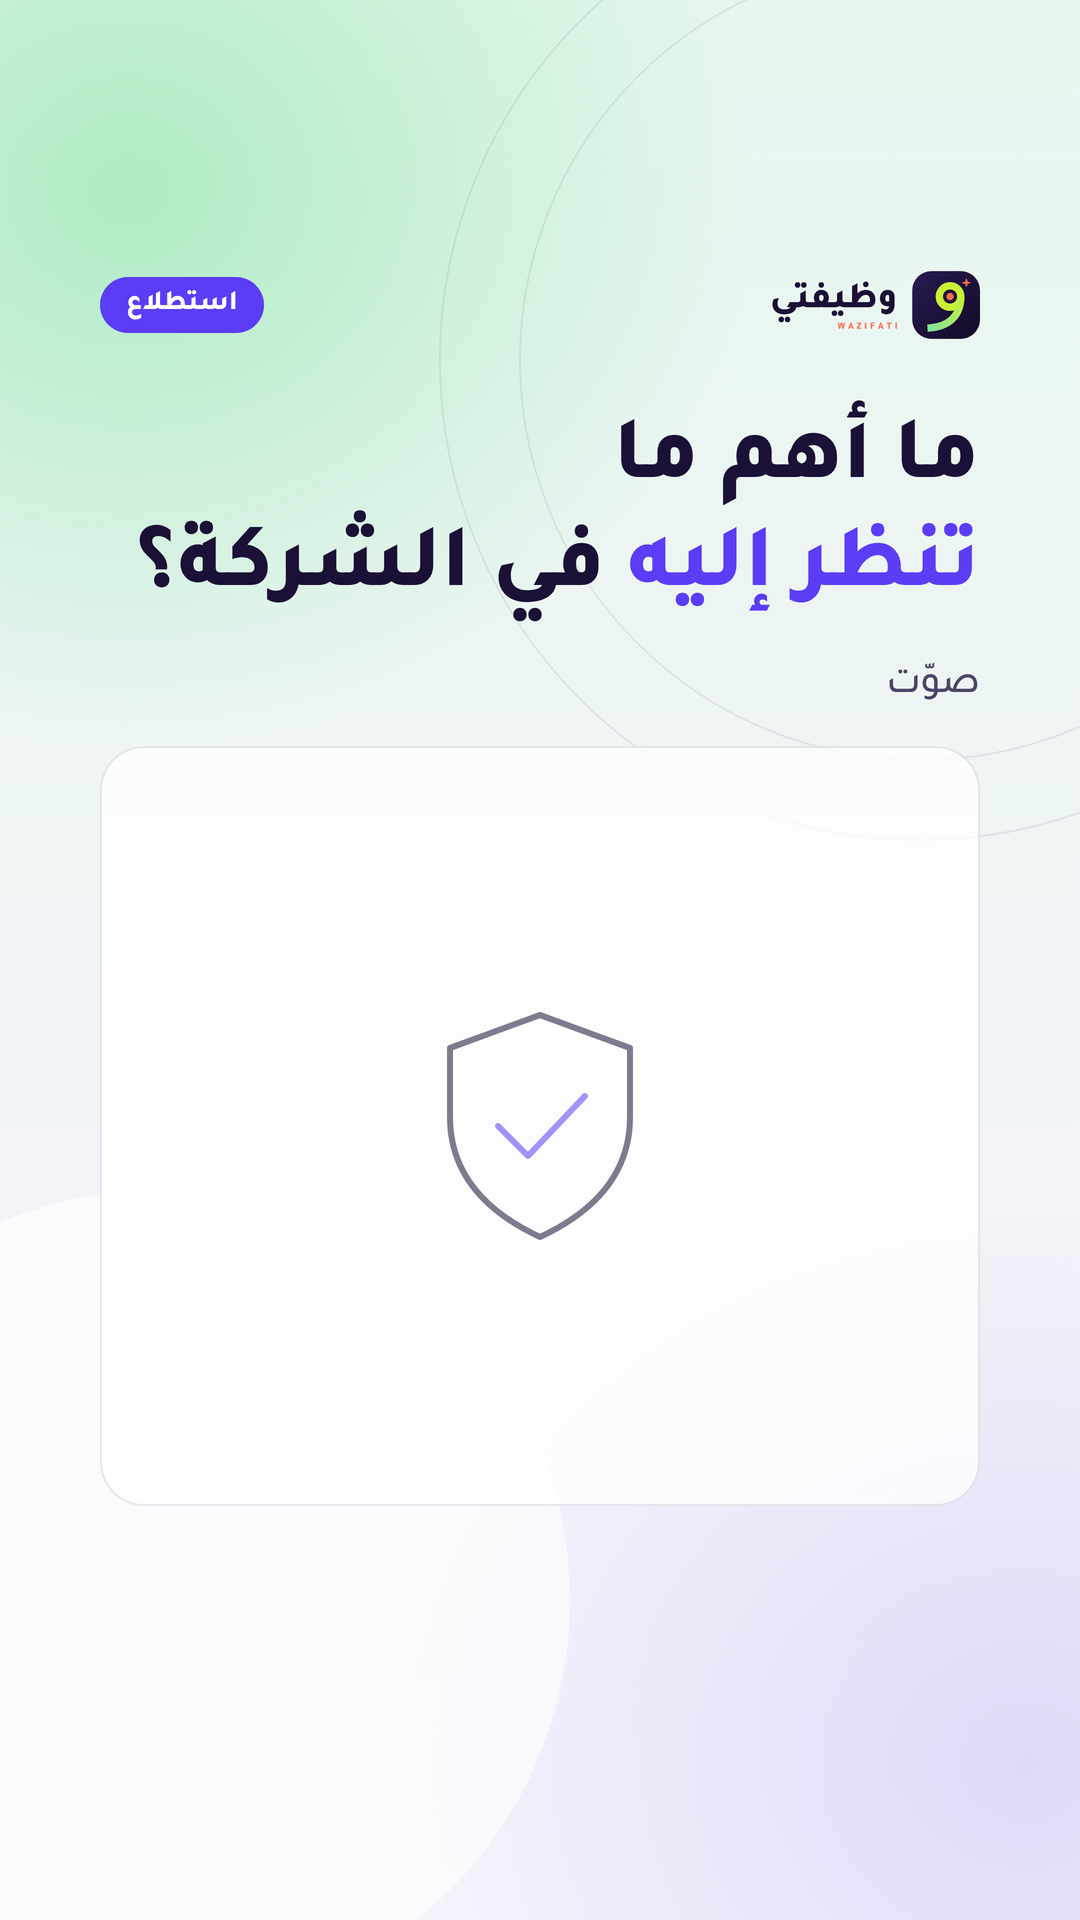 وظيفتي
WAZIFATI
استطلاع
ما أهم ما
تنظر إليه في الشركة؟
صوّت